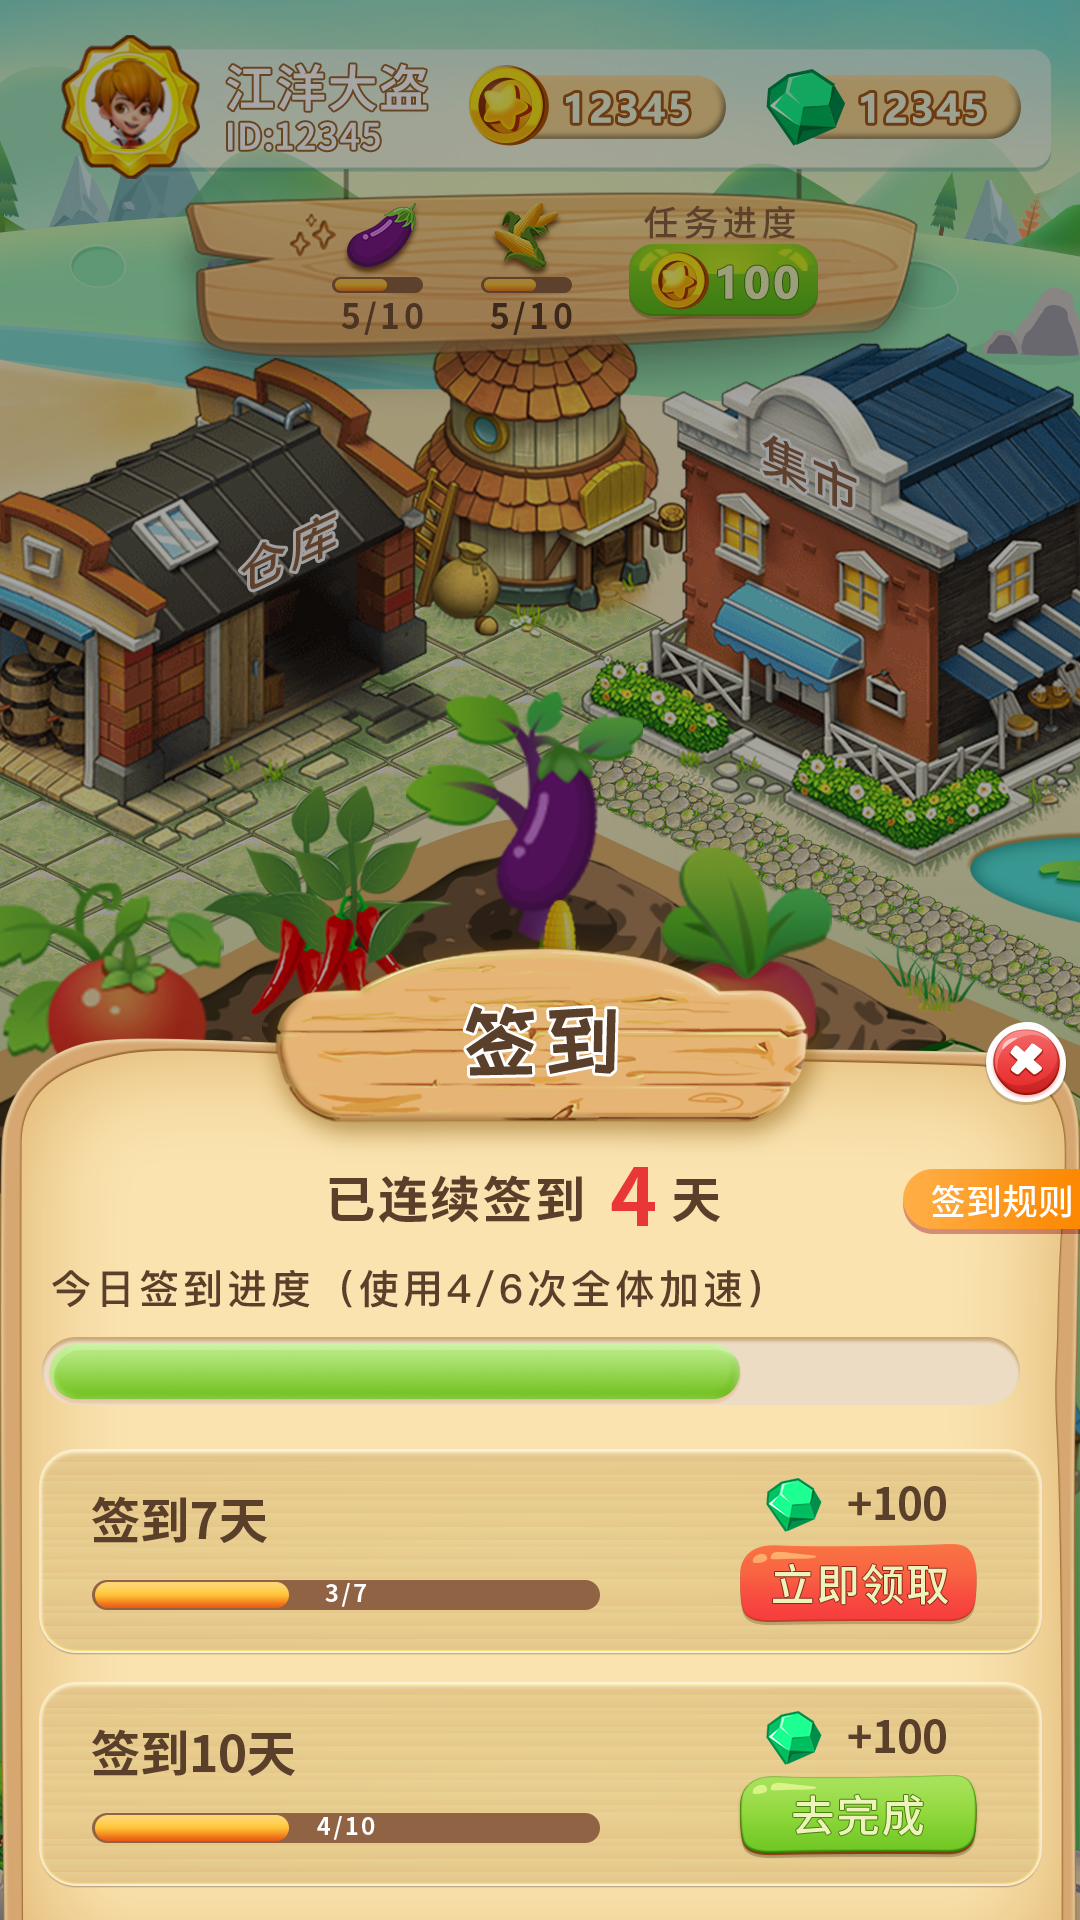 江洋大盗
ID:12345
12345
12345
任务进度
100
5/10
5/10
集市
仓库
签到
已连续签到 4 天
签到规则
今日签到进度（使用4/6次全体加速）
签到7天
+100
3/7
立即领取
签到10天
+100
4/10
去完成